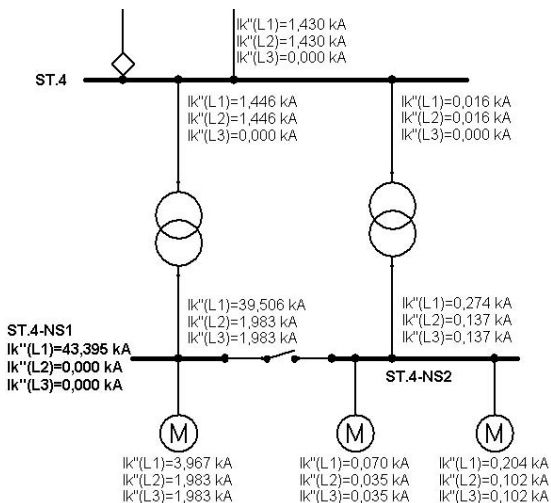 Ik"(L1)=1,430 kA
Ik"(L2)=1,430 kA
Ik"(L3)=0,000 kA
ST.4
Ik"(L1)=1,446 kA
Ik"(L2)=1,446 kA
Ik"(L3)=0,000 kA
Ik"(L1)=0,016 kA
Ik"(L2)=0,016 kA
Ik"(L3)=0,000 kA
Ik"(L1)=39,506 kA
Ik"(L2)=1,983 kA
Ik"(L3)=1,983 kA
Ik"(L1)=0,274 kA
Ik"(L2)=0,137 kA
Ik"(L3)=0,137 kA
ST.4-NS1
Ik"(L1)=43,395 kA
Ik"(L2)=0,000 kA
Ik"(L3)=0,000 kA
ST.4-NS2
M
M
M
Ik"(L1)=3,967 kA
Ik"(L2)=1,983 kA
Ik"(L3)=1,983 kA
Ik"(L1)=0,070 kA
Ik"(L2)=0,035 kA
Ik"(L3)=0,035 kA
Ik"(L1)=0,204 kA
Ik"(L2)=0,102 kA
Ik"(L3)=0,102 kA